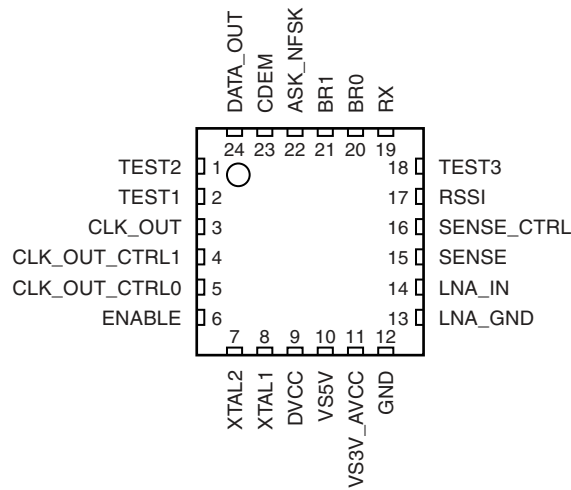 DATA_OUT
CDEM
ASK_NFSK
BR1
BR0
RX
24 23 22 21 20 19
TEST2 1 18 TEST3
TEST1 2 17 RSSI
CLK_OUT 3 16 SENSE_CTRL
CLK_OUT_CTRL1 4 15 SENSE
CLK_OUT_CTRL0 5 14 LNA_IN
ENABLE 6 13 LNA_GND
7 8 9 10 11 12
XTAL2
XTAL1
DVCC
VS5V
VS3V_AVCC
GND